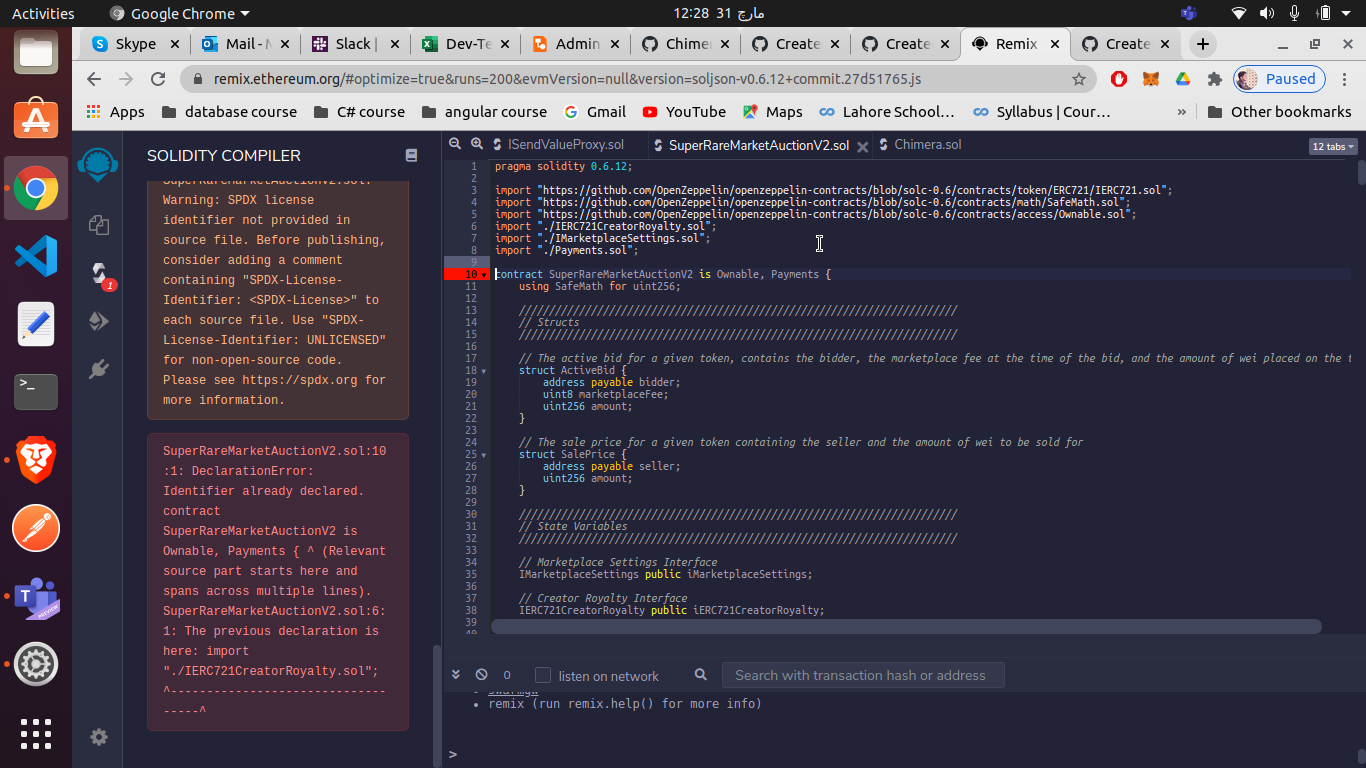 Activities
Google Chrome
مارچ 31 12:28
Skype
Mail - M
Slack |
Dev-Te
Admin
Chimer
Create
Create
Remix
Create
remix.ethereum.org/#optimize=true&runs=200&evmVersion=null&version=soljson-v0.6.12+commit.27d51765.js
Paused
Apps
database course
C# course
angular course
Gmail
YouTube
Maps
Lahore School…
Syllabus | Cour…
»
Other bookmarks
SOLIDITY COMPILER
SuperRareMarketAuctionV2.sol:
Warning: SPDX license
identifier not provided in
source file. Before publishing,
consider adding a comment
containing "SPDX-License-
Identifier: <SPDX-License>" to
each source file. Use "SPDX-
License-Identifier: UNLICENSED"
for non-open-source code.
Please see https://spdx.org for
more information.
SuperRareMarketAuctionV2.sol:10
:1: DeclarationError:
Identifier already declared.
contract
SuperRareMarketAuctionV2 is
Ownable, Payments { ^ (Relevant
source part starts here and
spans across multiple lines).
SuperRareMarketAuctionV2.sol:6:
1: The previous declaration is
here: import
"./IERC721CreatorRoyalty.sol";
^------------------------------
-----^
1
ISendValueProxy.sol
SuperRareMarketAuctionV2.sol
Chimera.sol
12 tabs
1 pragma solidity 0.6.12;
2
3 import "https://github.com/OpenZeppelin/openzeppelin-contracts/blob/solc-0.6/contracts/token/ERC721/IERC721.sol";
4 import "https://github.com/OpenZeppelin/openzeppelin-contracts/blob/solc-0.6/contracts/math/SafeMath.sol";
5 import "https://github.com/OpenZeppelin/openzeppelin-contracts/blob/solc-0.6/contracts/access/Ownable.sol";
6 import "./IERC721CreatorRoyalty.sol";
7 import "./IMarketplaceSettings.sol";
8 import "./Payments.sol";
9
10 contract SuperRareMarketAuctionV2 is Ownable, Payments {
11 using SafeMath for uint256;
12
13 /////////////////////////////////////////////////////////////////////////
14 // Structs
15 /////////////////////////////////////////////////////////////////////////
16
17 // The active bid for a given token, contains the bidder, the marketplace fee at the time of the bid, and the amount of wei placed on the t
18 struct ActiveBid {
19 address payable bidder;
20 uint8 marketplaceFee;
21 uint256 amount;
22 }
23
24 // The sale price for a given token containing the seller and the amount of wei to be sold for
25 struct SalePrice {
26 address payable seller;
27 uint256 amount;
28 }
29
30 /////////////////////////////////////////////////////////////////////////
31 // State Variables
32 /////////////////////////////////////////////////////////////////////////
33
34 // Marketplace Settings Interface
35 IMarketplaceSettings public iMarketplaceSettings;
36
37 // Creator Royalty Interface
38 IERC721CreatorRoyalty public iERC721CreatorRoyalty;
39
0
listen on network
Search with transaction hash or address
swarmgw
remix (run remix.help() for more info)
>
PREVIEW